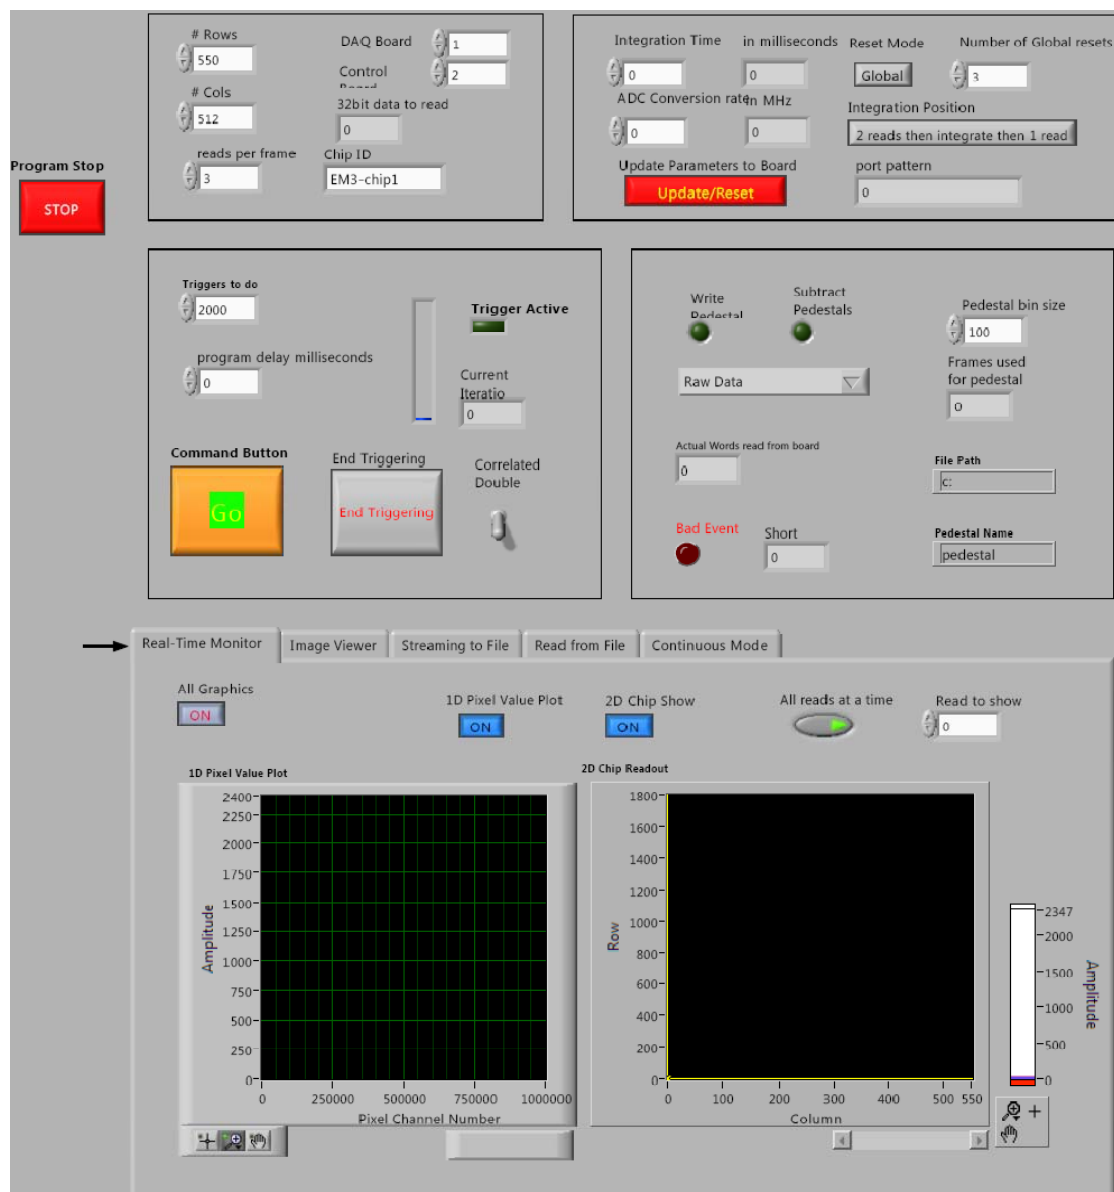 # Rows
550
DAQ Board
1
Control
2
# Cols
512
32bit data to read
0
reads per frame
3
Chip ID
EM3-chip1
Integration Time
in milliseconds
0
0
Reset Mode
Global
Number of Global resets
3
ADC Conversion rate
in MHz
0
0
Integration Position
2 reads then integrate then 1 read
Update Parameters to Board
Update/Reset
port pattern
0
Program Stop
STOP
Triggers to do
2000
program delay milliseconds
0
Trigger Active
Current
Iteratio
0
Command Button
Go
End Triggering
End Triggering
Correlated
Double
Write
Pedestal
Subtract
Pedestals
Pedestal bin size
100
Raw Data
Frames used
for pedestal
0
Actual Words read from board
0
File Path
c:
Bad Event
Short
0
Pedestal Name
pedestal
Real-Time Monitor
Image Viewer
Streaming to File
Read from File
Continuous Mode
All Graphics
ON
1D Pixel Value Plot
ON
2D Chip Show
ON
All reads at a time
Read to show
0
1D Pixel Value Plot
2400
2250
2000
1750
1500
1250
1000
750
500
250
0
Amplitude
0 250000 500000 750000 1000000
Pixel Channel Number
2D Chip Readout
1800
1600
1400
1200
1000
800
600
400
200
0
Row
0 100 200 300 400 500 550
Column
2347
2000
1500
1000
500
0
Amplitude